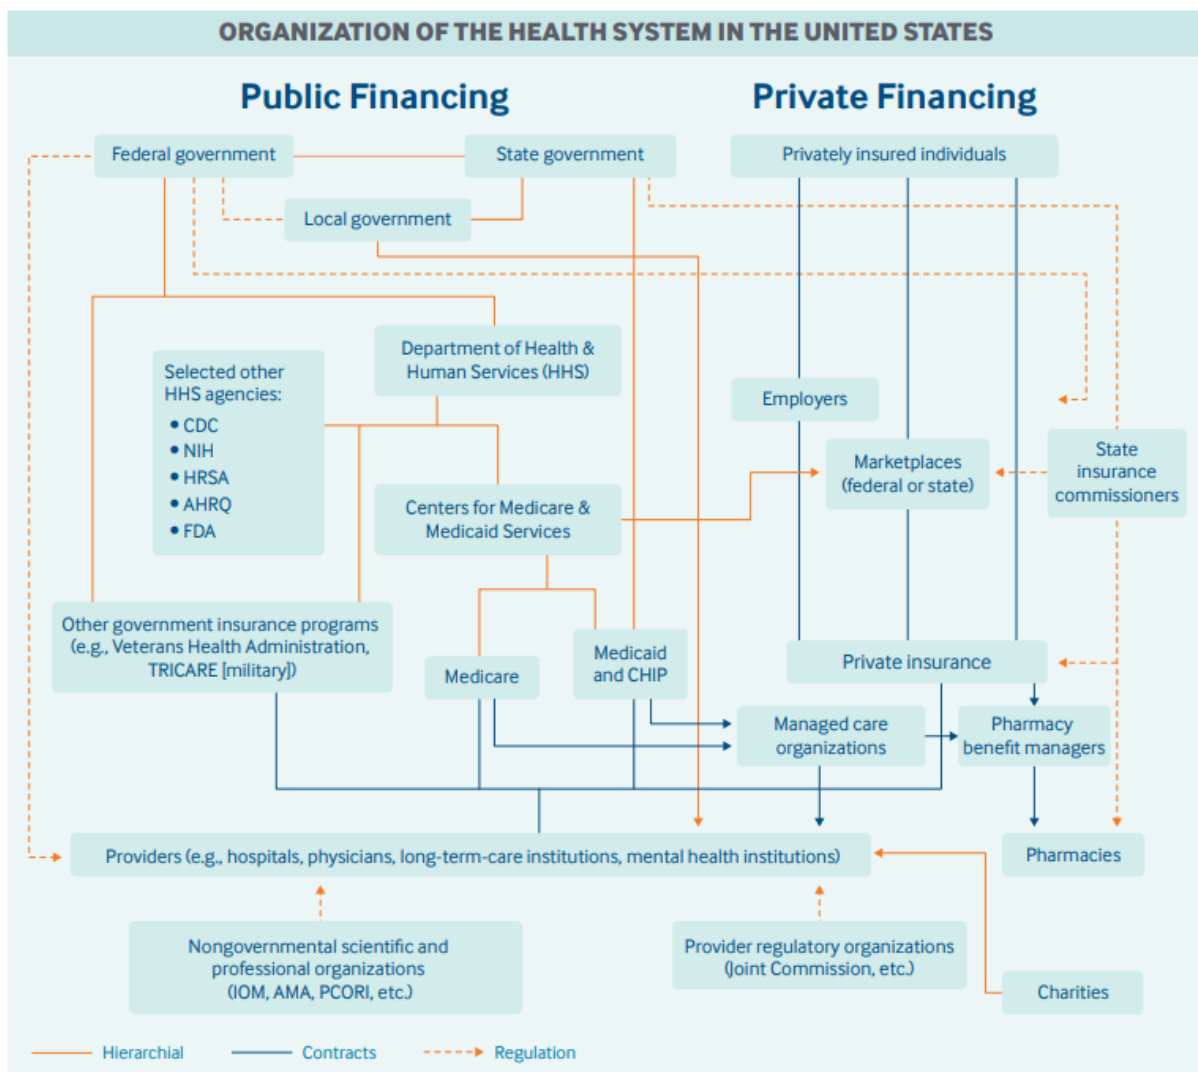 ORGANIZATION OF THE HEALTH SYSTEM IN THE UNITED STATES
Public Financing
Private Financing
Federal government
State government
Privately insured individuals
Local government
Department of Health &
Human Services (HHS)
Selected other
HHS agencies:
• CDC
• NIH
• HRSA
• AHRQ
• FDA
Employers
Marketplaces
(federal or state)
State
insurance
commissioners
Centers for Medicare &
Medicaid Services
Other government insurance programs
(e.g., Veterans Health Administration,
TRICARE [military])
Medicare
Medicaid
and CHIP
Private insurance
Managed care
organizations
Pharmacy
benefit managers
Providers (e.g., hospitals, physicians, long-term-care institutions, mental health institutions)
Pharmacies
Nongovernmental scientific and
professional organizations
(IOM, AMA, PCORI, etc.)
Provider regulatory organizations
(Joint Commission, etc.)
Charities
Hierarchial
Contracts
Regulation